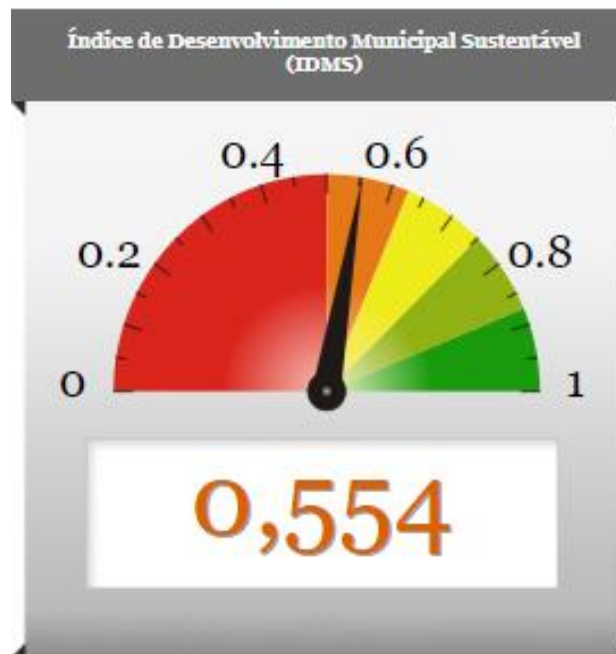 Índice de Desenvolvimento Municipal Sustentável
(IDMS)
0.4 0.6
0.2 0.8
0 1
0,554